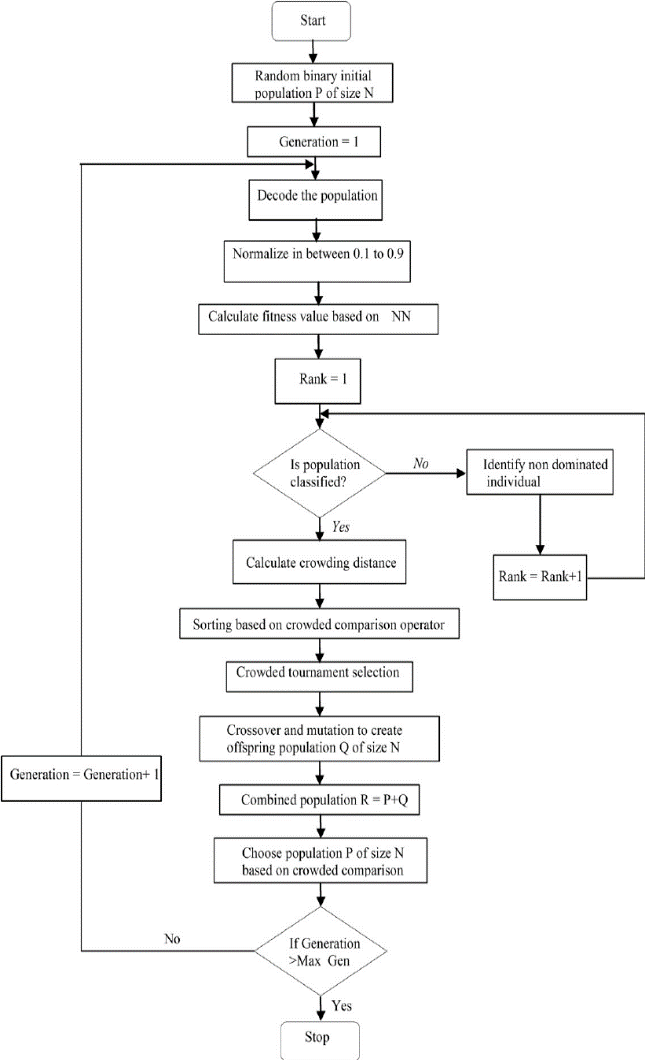 Start
Random binary initial
population P of size N
Generation = 1
Decode the population
Normalize in between 0.1 to 0.9
Calculate fitness value based on NN
Rank = 1
Is population
classified?
No
Identify non dominated
individual
Yes
Rank = Rank+1
Calculate crowding distance
Sorting based on crowded comparison operator
Crowded tournament selection
Crossover and mutation to create
offspring population Q of size N
Generation = Generation+ 1
Combined population R = P+Q
Choose population P of size N
based on crowded comparison
No
If Generation
>Max Gen
Yes
Stop